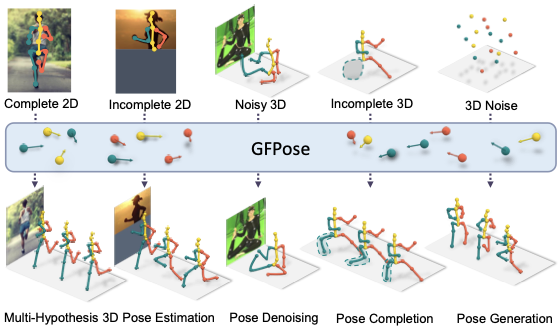 Complete 2D
Incomplete 2D
Noisy 3D
Incomplete 3D
3D Noise
GFPose
Multi-Hypothesis 3D Pose Estimation
Pose Denoising
Pose Completion
Pose Generation